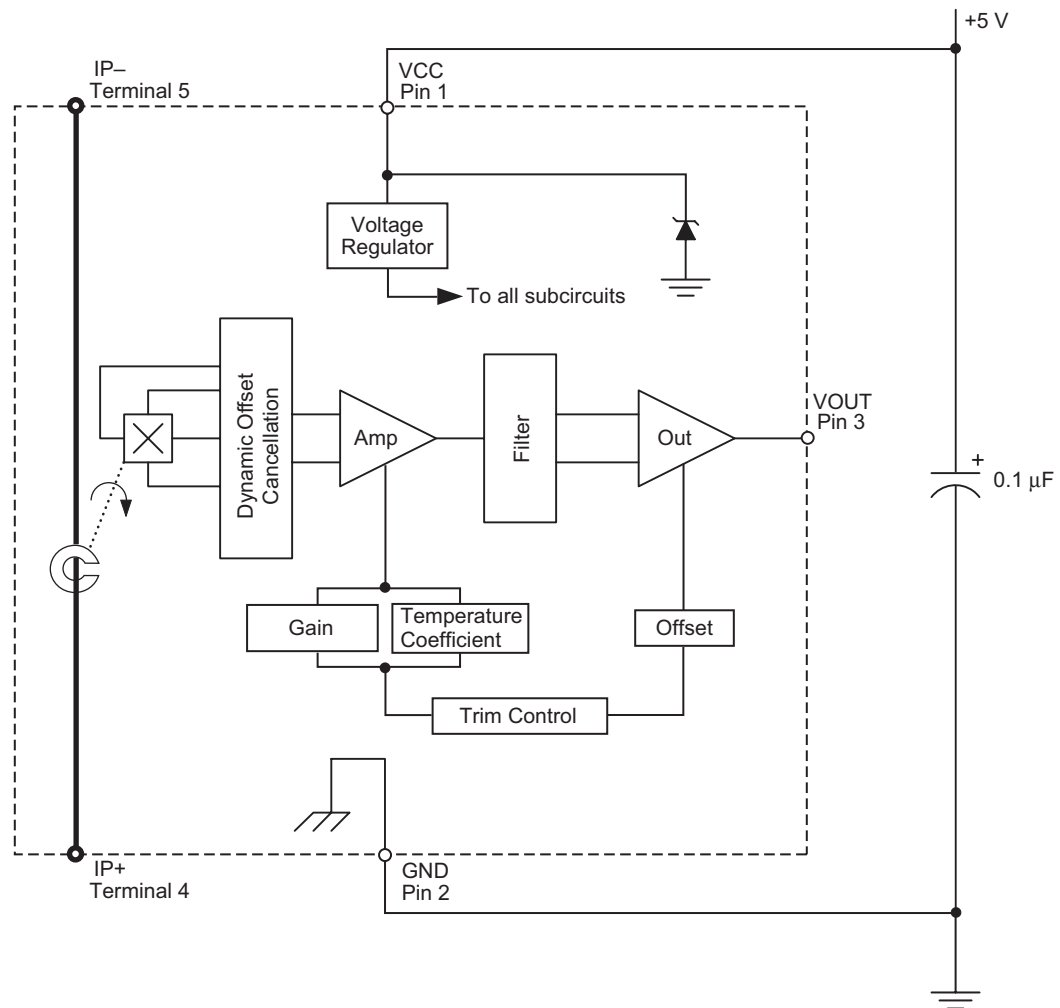 +5 V
IP–
Terminal 5
VCC
Pin 1
Voltage
Regulator
To all subcircuits
Dynamic Offset
Cancellation
Amp
Filter
Out
VOUT
Pin 3
+
0.1 µF
Gain
Temperature
Coefficient
Offset
Trim Control
IP+
Terminal 4
GND
Pin 2